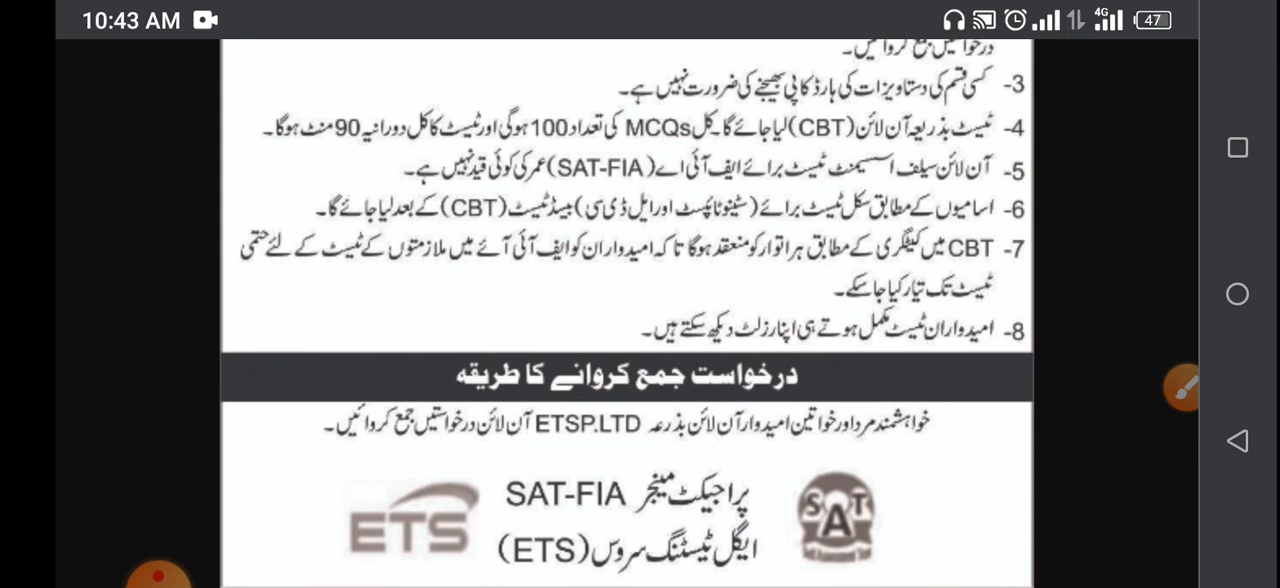 10:43 AM
4G
47
درخواستیں جمع کروائیں۔
3- کسی قسم کی دستاویزات کی ہارڈ کاپی بھیجنے کی ضرورت نہیں ہے۔
4- ٹیسٹ بذریعہ آن لائن (CBT) لیا جائے گا۔ کل MCQs کی تعداد 100 ہوگی اور ٹیسٹ کا کل دورانیہ 90 منٹ ہوگا۔
5- آن لائن سیلف اسسیمنٹ ٹیسٹ برائے ایف آئی اے (SAT-FIA) عمر کی کوئی قید نہیں ہے۔
6- اسامیوں کے مطابق سکل ٹیسٹ برائے (سٹینو ٹائپسٹ اور ایل ڈی سی) بیسڈ ٹیسٹ (CBT) کے بعد لیا جائے گا۔
7- CBT میں کیٹگری کے مطابق ہر اتوار کو منعقد ہوگا تاکہ امیدواران کو ایف آئی آئے میں ملازمتوں کے ٹیسٹ کے لئے حتمی
ٹیسٹ تک تیار کیا جا سکے۔
8- امیدواران ٹیسٹ مکمل ہوتے ہی اپنا رزلٹ دیکھ سکتے ہیں۔
درخواست جمع کروانے کا طریقہ
خواہشمند مرد اور خواتین امیدوار آن لائن بذرعہ ETSP.LTD آن لائن درخواستیں جمع کروائیں۔
پراجیکٹ مینجر SAT-FIA
ایگل ٹیسٹنگ سروس (ETS)
ETS
SAT